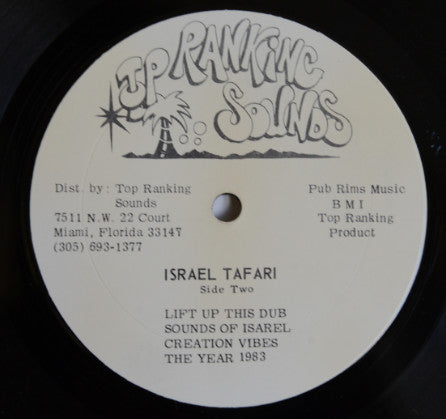 TOP RANKING
SOUNDS
Dist. by: Top Ranking
Sounds
7511 N.W. 22 Court
Miami, Florida 33147
(305) 693-1377
Pub Rims Music
B M I
Top Ranking
Product
ISRAEL TAFARI
Side Two
LIFT UP THIS DUB
SOUNDS OF ISAREL
CREATION VIBES
THE YEAR 1983